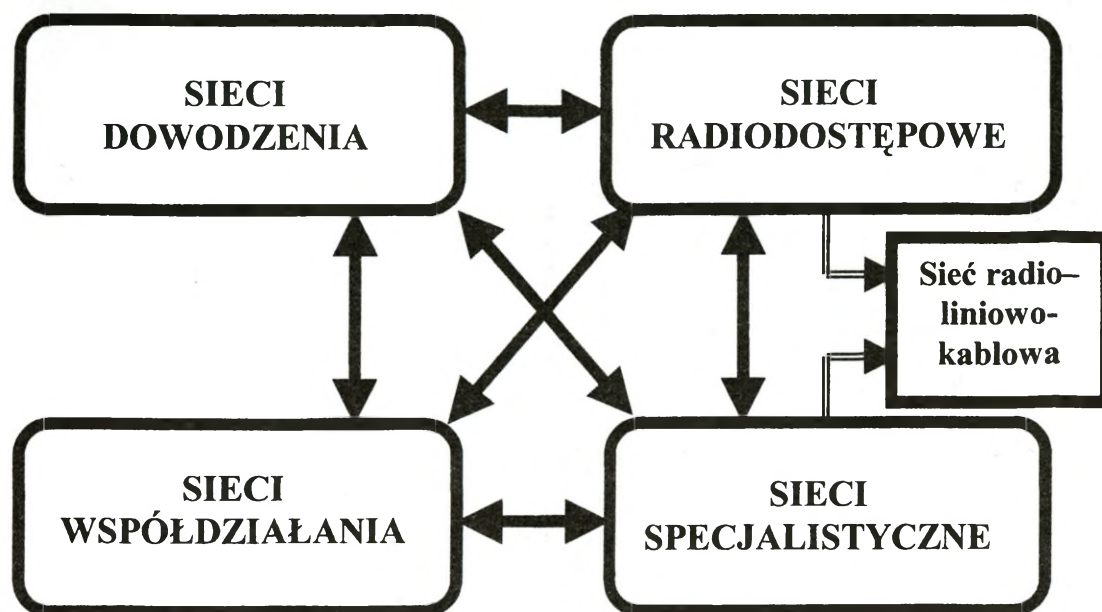 SIECI
DOWODZENIA
SIECI
RADIODOSTĘPOWE
Sieć radio–
liniowo-
kablowa
SIECI
WSPÓŁDZIAŁANIA
SIECI
SPECJALISTYCZNE